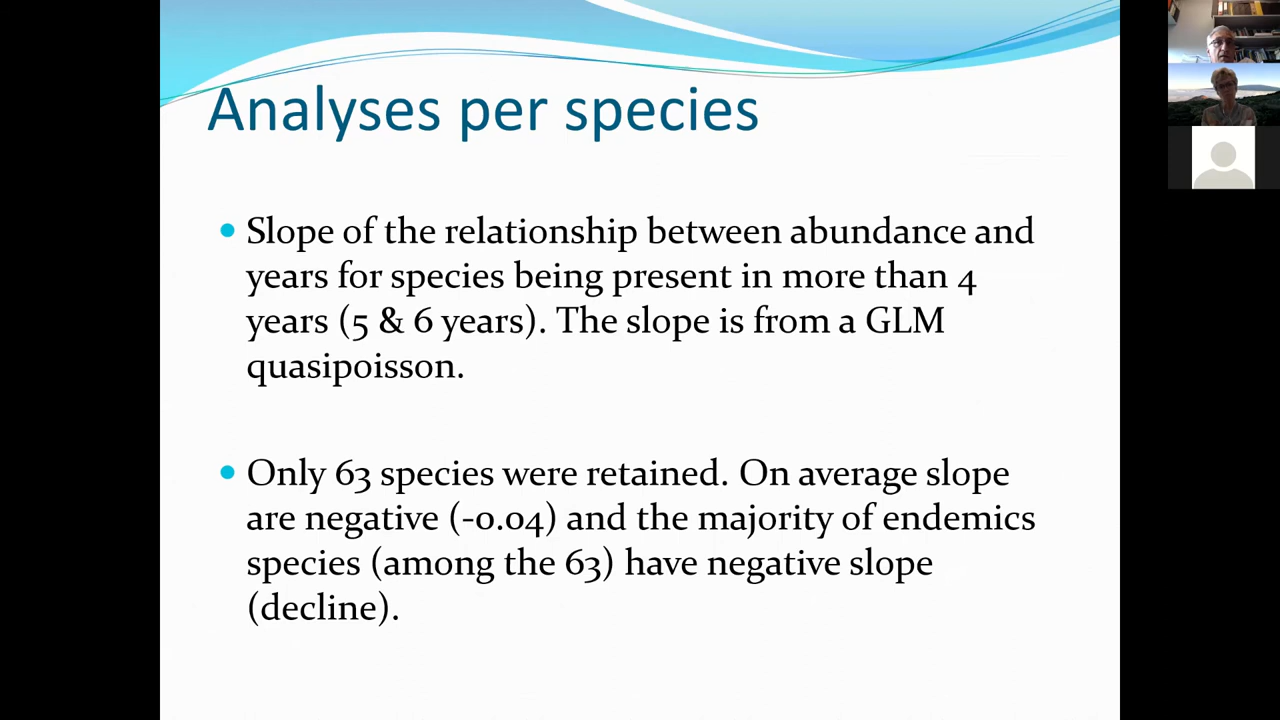 Analyses per species
Slope of the relationship between abundance and
years for species being present in more than 4
years (5 & 6 years). The slope is from a GLM
quasipoisson.
Only 63 species were retained. On average slope
are negative (-0.04) and the majority of endemics
species (among the 63) have negative slope
(decline).